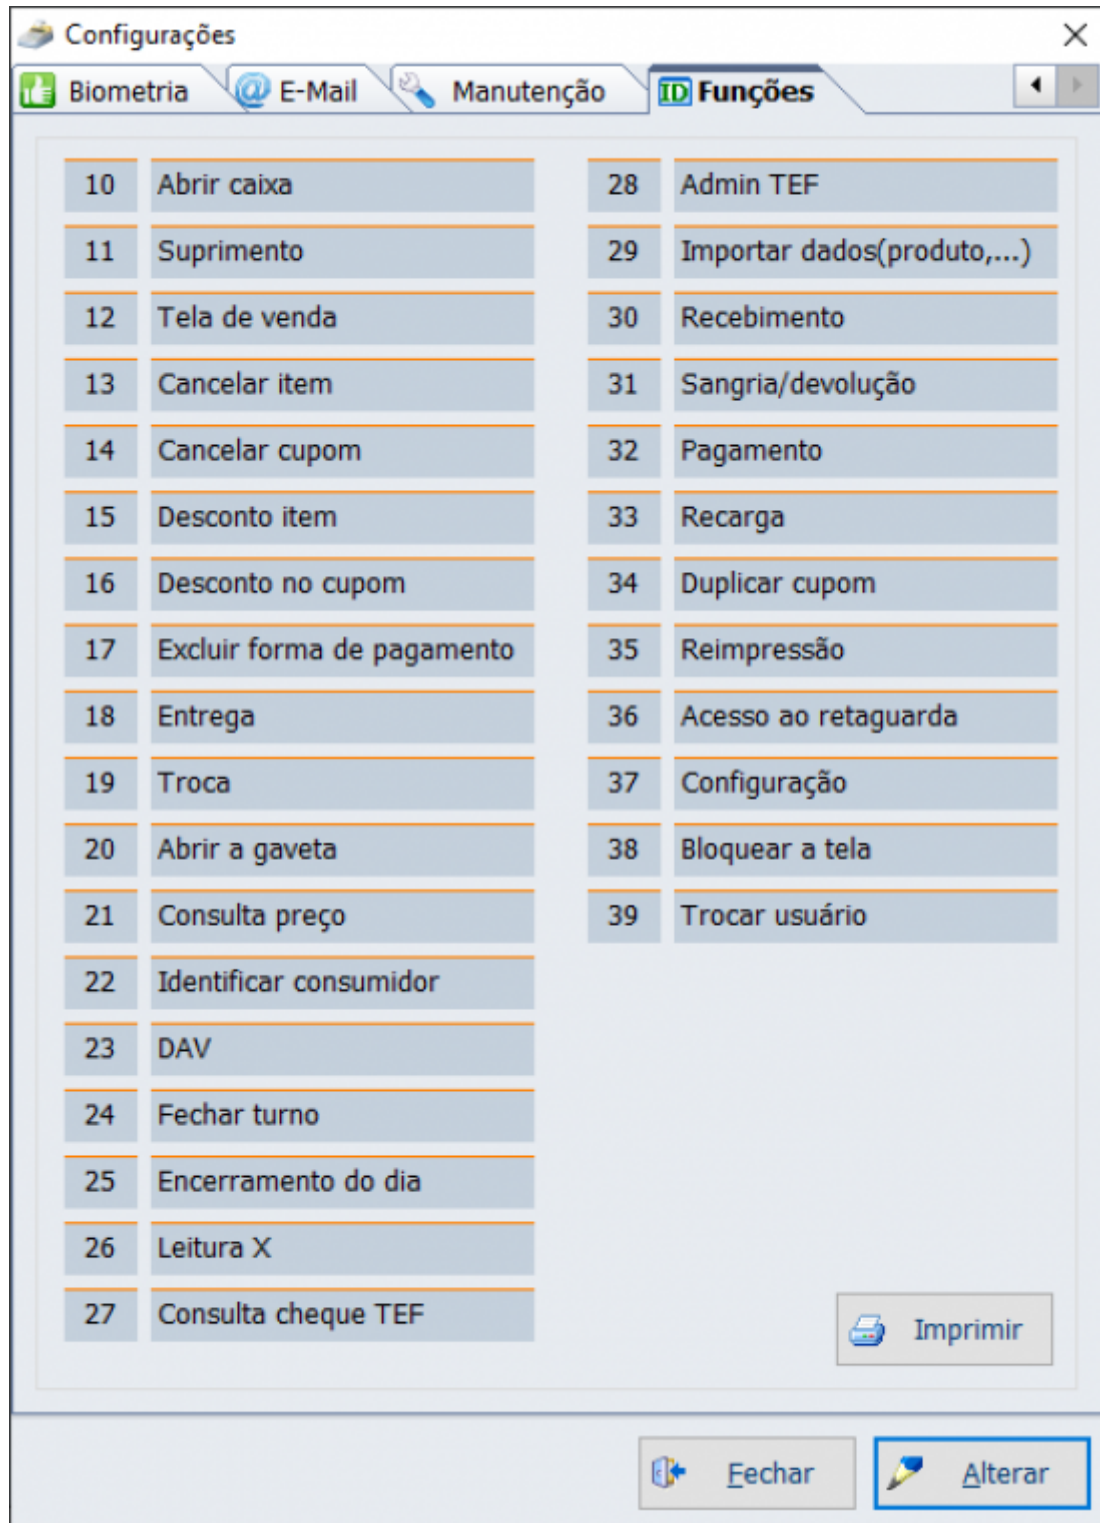 Configurações
Biometria
E-Mail
Manutenção
ID Funções
10 Abrir caixa
11 Suprimento
12 Tela de venda
13 Cancelar item
14 Cancelar cupom
15 Desconto item
16 Desconto no cupom
17 Excluir forma de pagamento
18 Entrega
19 Troca
20 Abrir a gaveta
21 Consulta preço
22 Identificar consumidor
23 DAV
24 Fechar turno
25 Encerramento do dia
26 Leitura X
27 Consulta cheque TEF
28 Admin TEF
29 Importar dados(produto,...)
30 Recebimento
31 Sangria/devolução
32 Pagamento
33 Recarga
34 Duplicar cupom
35 Reimpressão
36 Acesso ao retaguarda
37 Configuração
38 Bloquear a tela
39 Trocar usuário
Imprimir
Fechar
Alterar